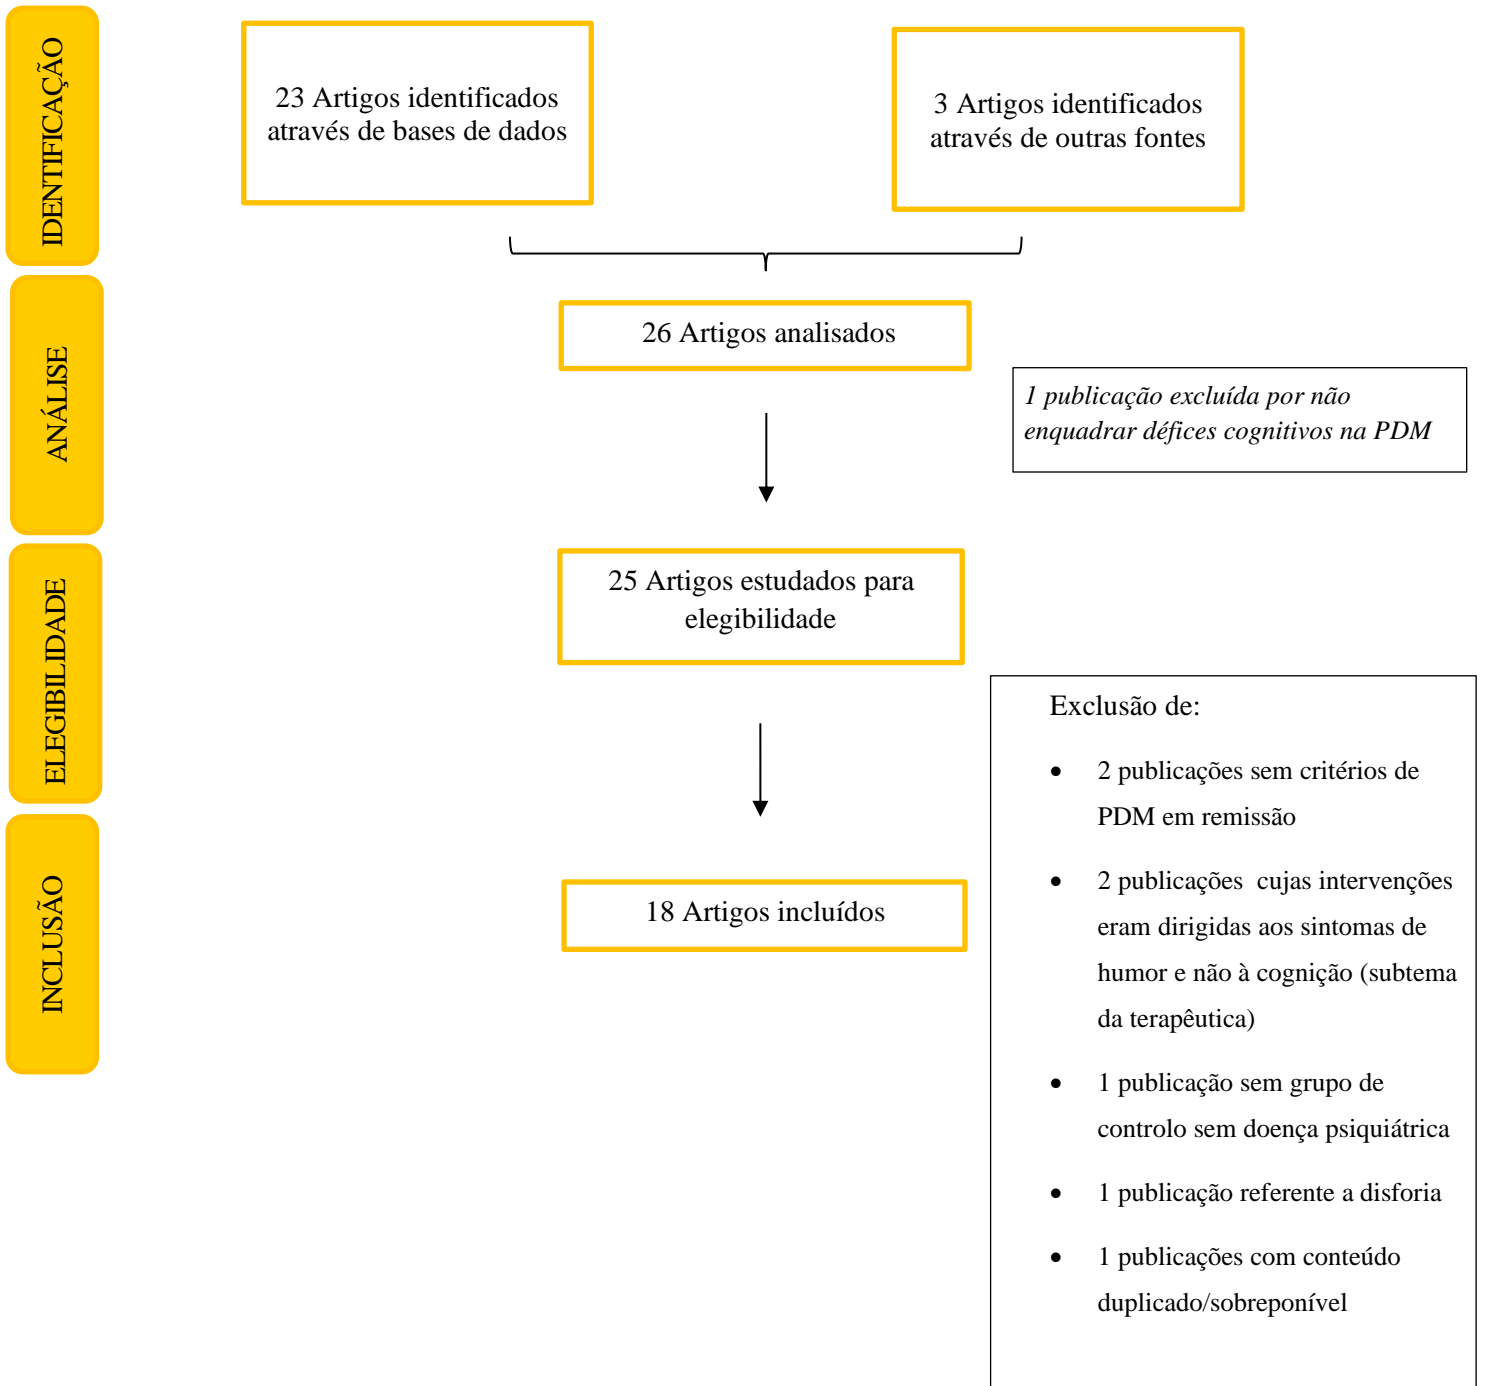 IDENTIFICAÇÃO
23 Artigos identificados
através de bases de dados
3 Artigos identificados
através de outras fontes
ANÁLISE
26 Artigos analisados
1 publicação excluída por não
enquadrar défices cognitivos na PDM
ELEGIBILIDADE
25 Artigos estudados para
elegibilidade
INCLUSÃO
18 Artigos incluídos
Exclusão de:
• 2 publicações sem critérios de
PDM em remissão
• 2 publicações cujas intervenções
eram dirigidas aos sintomas de
humor e não à cognição (subtema
da terapêutica)
• 1 publicação sem grupo de
controlo sem doença psiquiátrica
• 1 publicação referente a disforia
• 1 publicações com conteúdo
duplicado/sobreponível